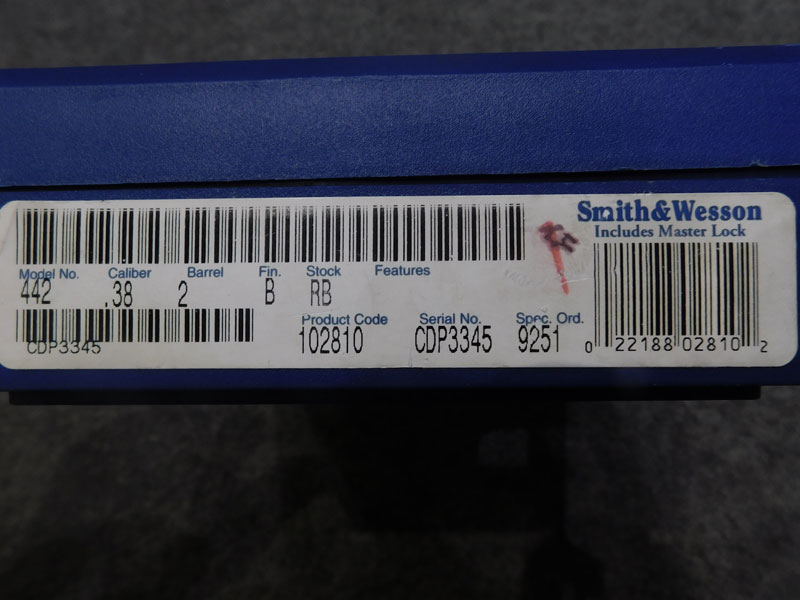 Smith&Wesson
Includes Master Lock
Model No. Caliber Barrel Fin. Stock Features
442 .38 2 B RB
Product Code Serial No. Spec. Ord.
CDP3345 102810 CDP3345 9251
0 22188 02810 2